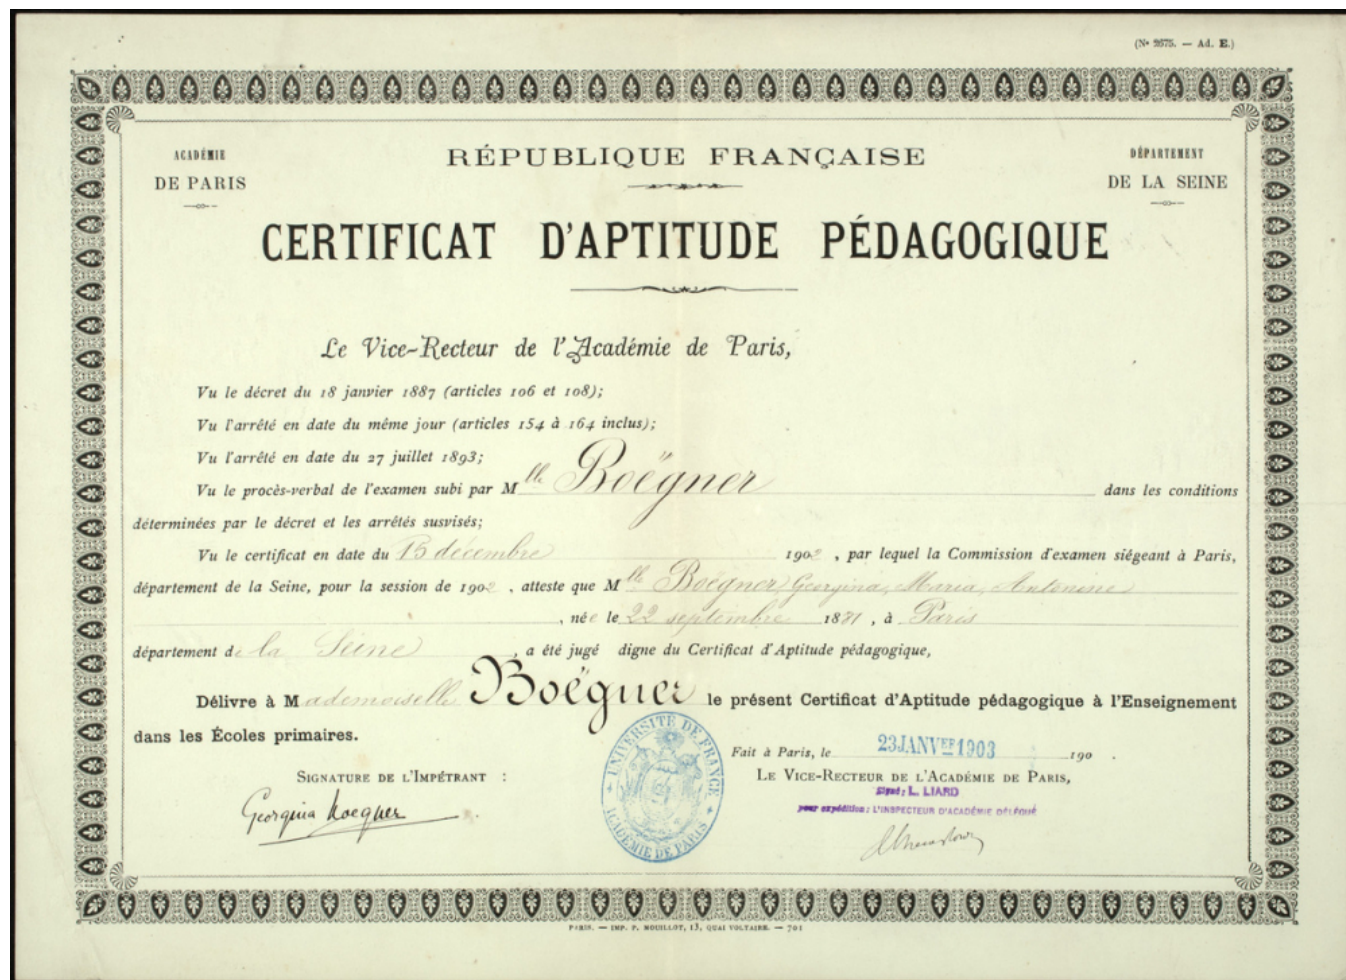 (Nº 2675. — Ad. E.)
ACADÉMIE
DE PARIS
RÉPUBLIQUE FRANÇAISE
DÉPARTEMENT
DE LA SEINE
CERTIFICAT D'APTITUDE PÉDAGOGIQUE
Le Vice-Recteur de l'Académie de Paris,
Vu le décret du 18 janvier 1887 (articles 106 et 108);
Vu l'arrêté en date du même jour (articles 154 à 164 inclus);
Vu l'arrêté en date du 27 juillet 1893;
Vu le procès-verbal de l'examen subi par Mlle Boëgner dans les conditions
déterminées par le décret et les arrêtés susvisés;
Vu le certificat en date du 15 décembre 1902, par lequel la Commission d'examen siégeant à Paris,
département de la Seine, pour la session de 1902, atteste que Mlle Boëgner, Georgina, Maria, Antonine
, née le 22 septembre 1881, à Paris
département de la Seine, a été jugé digne du Certificat d'Aptitude pédagogique,
Délivre à Mademoiselle Boëgner le présent Certificat d'Aptitude pédagogique à l'Enseignement
dans les Écoles primaires.
Fait à Paris, le 23 JANVER 1903 190 .
SIGNATURE DE L'IMPÉTRANT :
LE VICE-RECTEUR DE L'ACADÉMIE DE PARIS,
Signé: L. LIARD
pour expédition: L'INSPECTEUR D'ACADÉMIE DÉLÉGUÉ
Georgina Boegner
UNIVERSITÉ DE FRANCE
ACADÉMIE DE PARIS
PARIS. — IMP. P. MOUILLOT, 13, QUAI VOLTAIRE. — 701